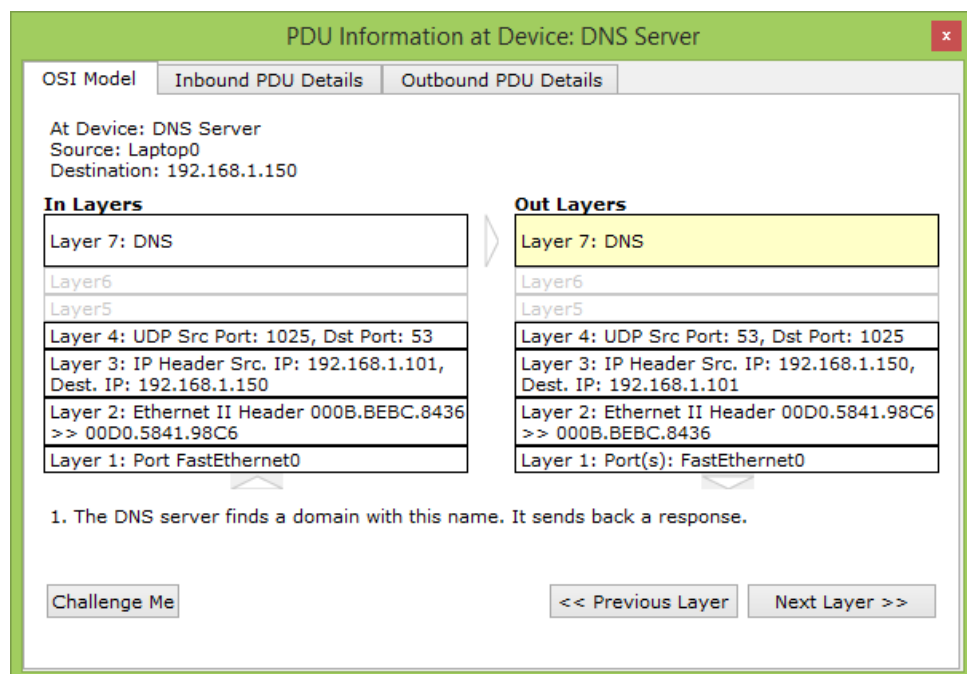 PDU Information at Device: DNS Server
x
OSI Model
Inbound PDU Details
Outbound PDU Details
At Device: DNS Server
Source: Laptop0
Destination: 192.168.1.150
In Layers
Layer 7: DNS
Layer6
Layer5
Layer 4: UDP Src Port: 1025, Dst Port: 53
Layer 3: IP Header Src. IP: 192.168.1.101,
Dest. IP: 192.168.1.150
Layer 2: Ethernet II Header 000B.BEBC.8436
>> 00D0.5841.98C6
Layer 1: Port FastEthernet0
Out Layers
Layer 7: DNS
Layer6
Layer5
Layer 4: UDP Src Port: 53, Dst Port: 1025
Layer 3: IP Header Src. IP: 192.168.1.150,
Dest. IP: 192.168.1.101
Layer 2: Ethernet II Header 00D0.5841.98C6
>> 000B.BEBC.8436
Layer 1: Port(s): FastEthernet0
1. The DNS server finds a domain with this name. It sends back a response.
Challenge Me
<< Previous Layer
Next Layer >>